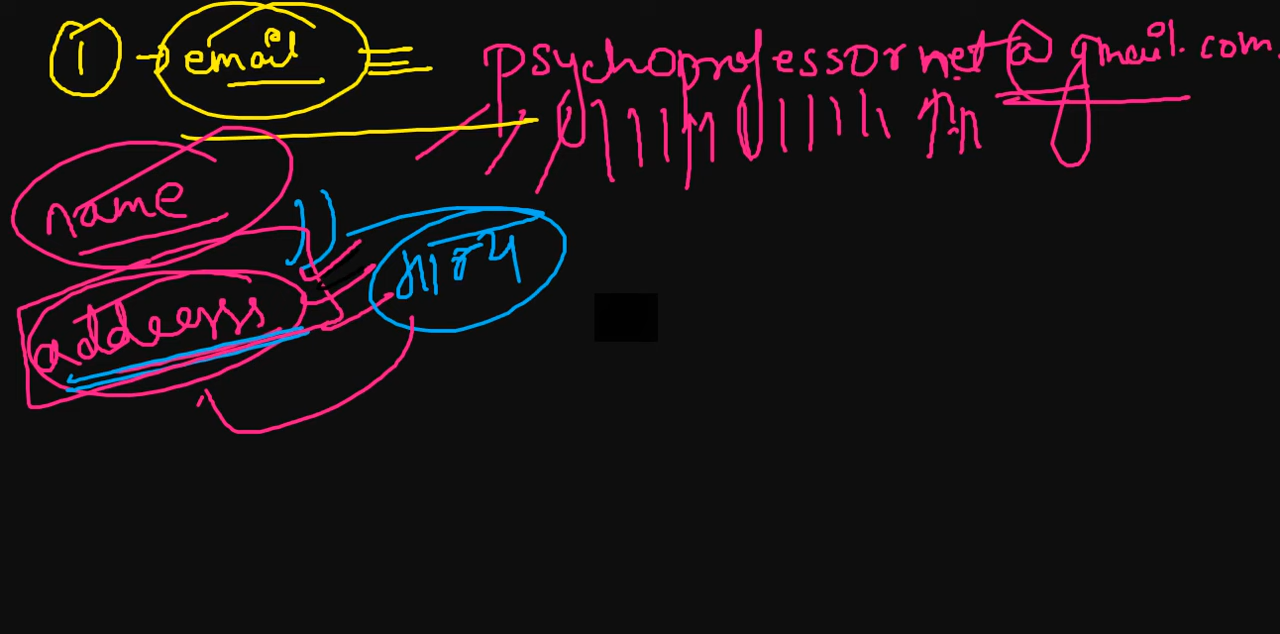 1 → email = psychoprofessornet@gmail.com
name
address